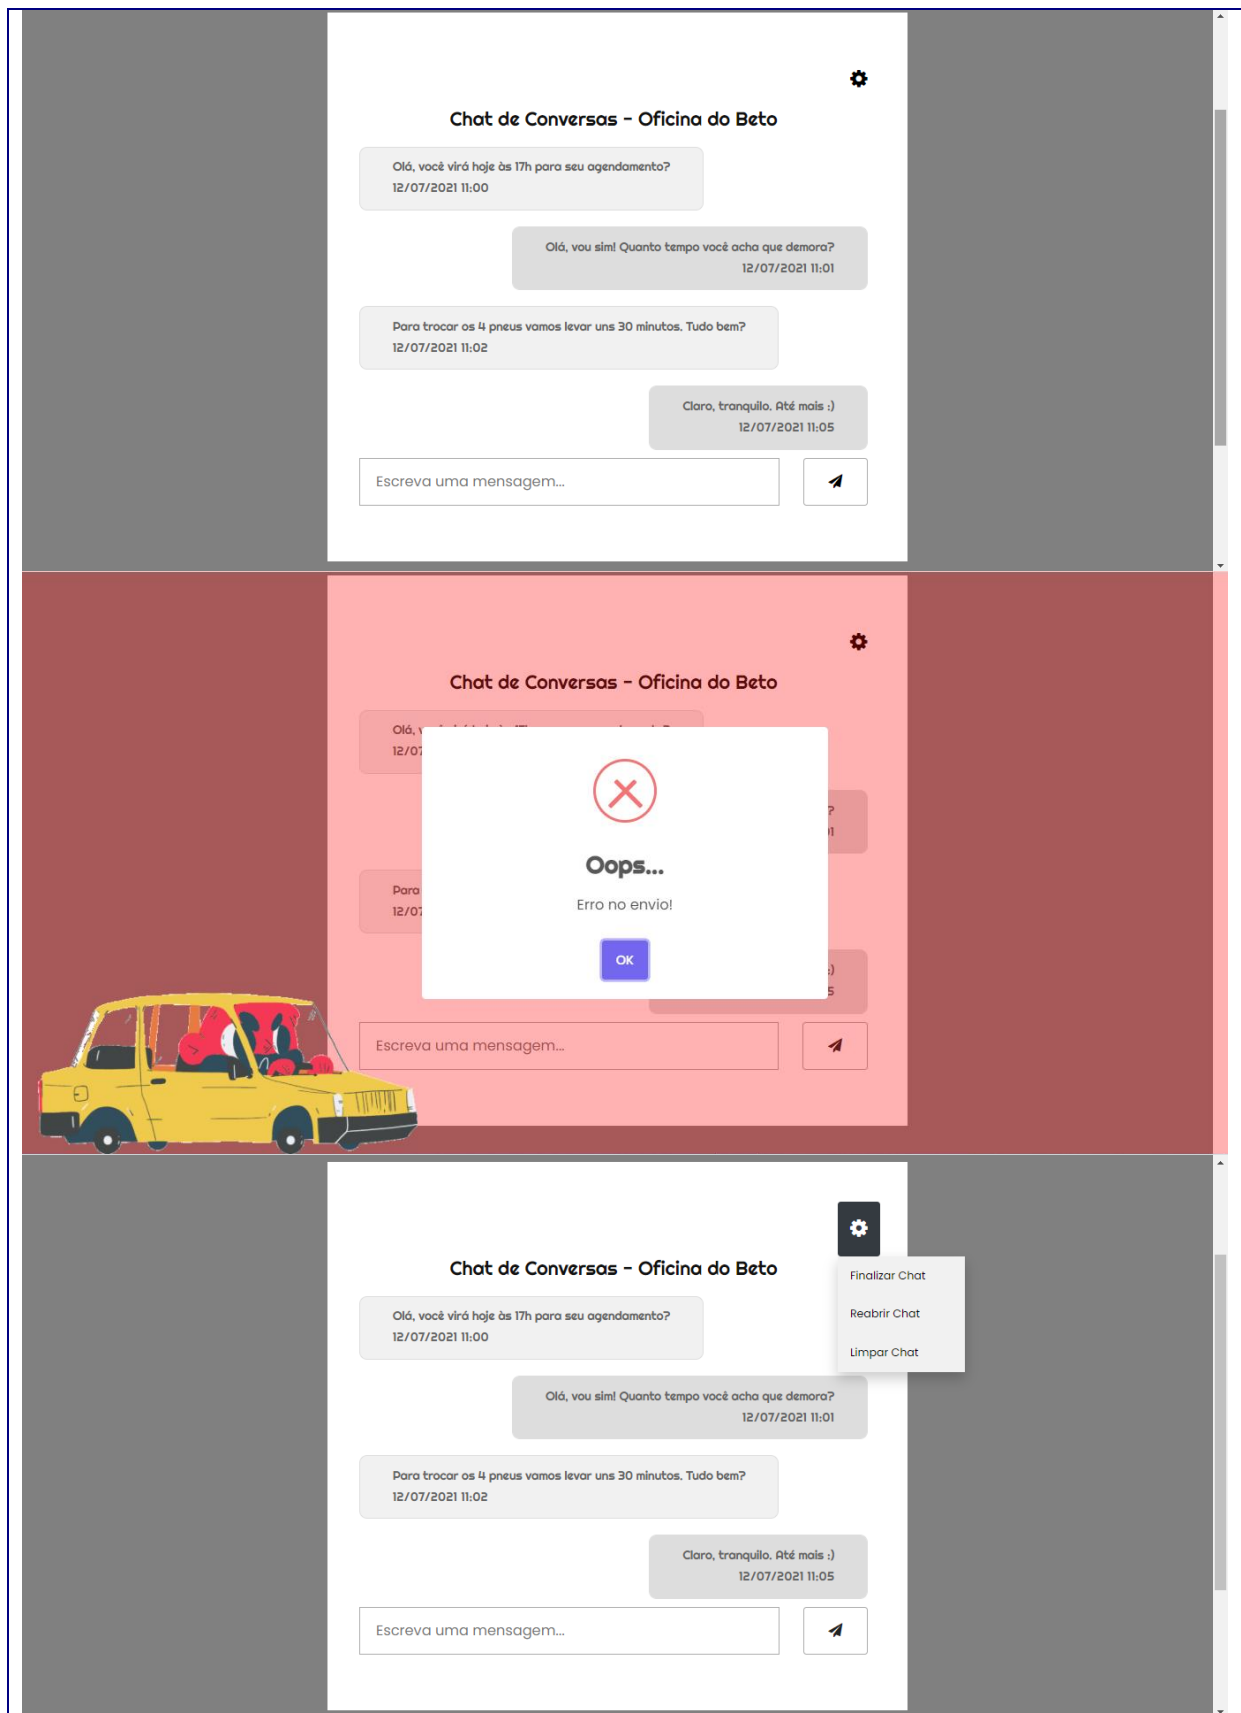 Chat de Conversas - Oficina do Beto
Olá, você virá hoje às 17h para seu agendamento?
12/07/2021 11:00
Olá, vou sim! Quanto tempo você acha que demora?
12/07/2021 11:01
Para trocar os 4 pneus vamos levar uns 30 minutos. Tudo bem?
12/07/2021 11:02
Claro, tranquilo. Até mais :)
12/07/2021 11:05
Escreva uma mensagem...
Chat de Conversas - Oficina do Beto
Olá,
12/07
?
01
Oops...
Para
Erro no envio!
12/07
OK
:)
5
Escreva uma mensagem...
Chat de Conversas - Oficina do Beto
Finalizar Chat
Reabrir Chat
Limpar Chat
Olá, você virá hoje às 17h para seu agendamento?
12/07/2021 11:00
Olá, vou sim! Quanto tempo você acha que demora?
12/07/2021 11:01
Para trocar os 4 pneus vamos levar uns 30 minutos. Tudo bem?
12/07/2021 11:02
Claro, tranquilo. Até mais :)
12/07/2021 11:05
Escreva uma mensagem...